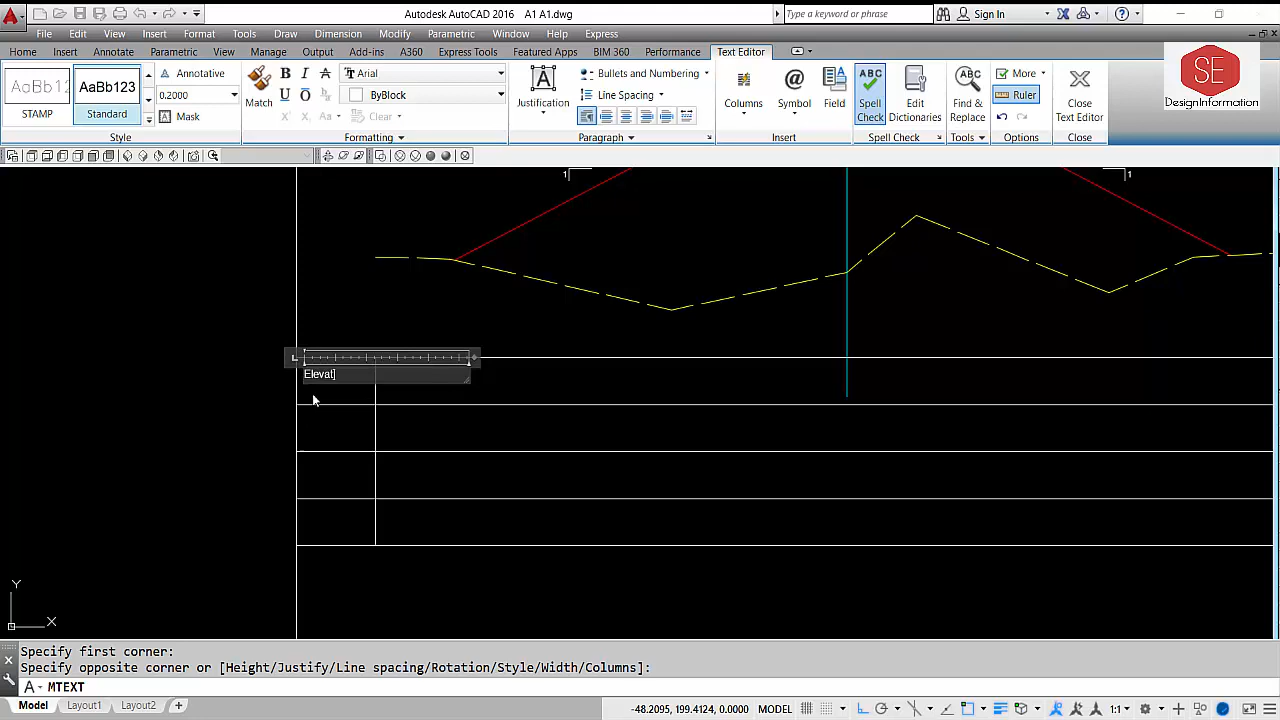 Autodesk AutoCAD 2016 A1 A1.dwg
Type a keyword or phrase
Sign In
File Edit View Insert Format Tools Draw Dimension Modify Parametric Window Help Express
Home Insert Annotate Parametric View Manage Output Add-ins A360 Express Tools Featured Apps BIM 360 Performance Text Editor
AaBb12
STAMP
AaBb123
Standard
Annotative
0.2000
Mask
Style
Match
B I A
U O
Aa
Clear
Arial
ByBlock
Formatting
Justification
Bullets and Numbering
Line Spacing
Paragraph
Columns
@
Symbol
Field
Insert
ABC
Spell
Check
Edit
Dictionaries
Spell Check
ABC
Find &
Replace
Tools
More
Ruler
Options
Close
Text Editor
Close
SE
DesignInformation
1
1
L
Elevat
Y
X
Specify first corner:
Specify opposite corner or [Height/Justify/Line spacing/Rotation/Style/Width/Columns]:
A- MTEXT
Model Layout1 Layout2 +
-48.2095, 199.4124, 0.0000 MODEL
1:1